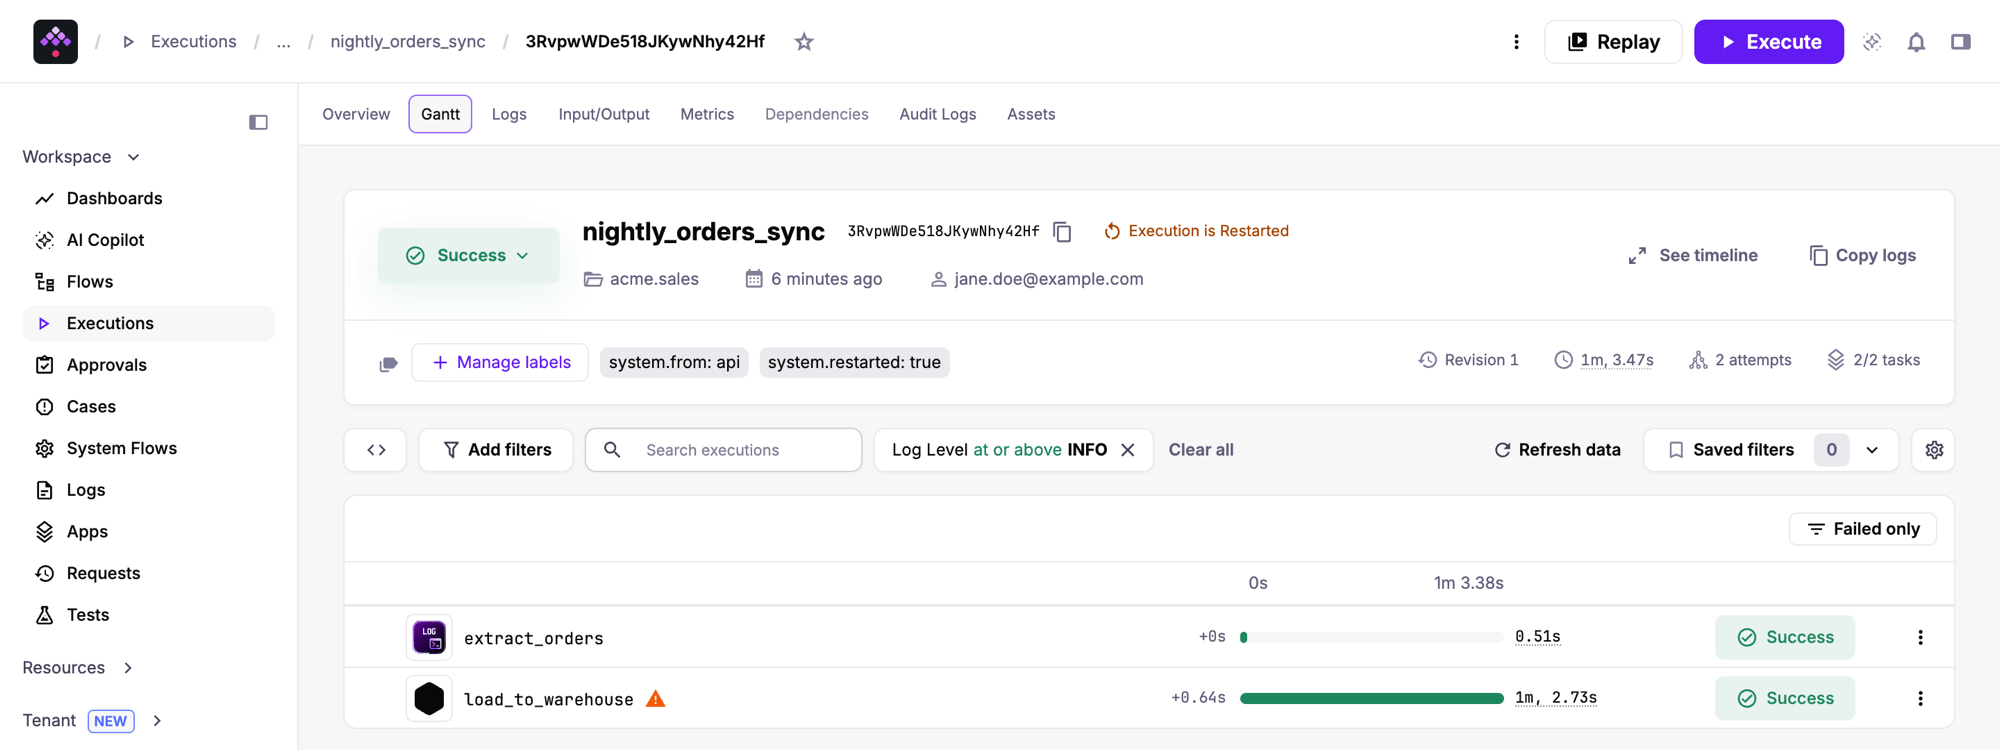 / Executions / ... / nightly_orders_sync / 3RvpwWDe518JKywNhy42Hf
Replay Execute
Workspace
Dashboards
AI Copilot
Flows
Executions
Approvals
Cases
System Flows
Logs
Apps
Requests
Tests
Resources
Tenant NEW
Overview Gantt Logs Input/Output Metrics Dependencies Audit Logs Assets
Success
nightly_orders_sync 3RvpwWDe518JKywNhy42Hf Execution is Restarted
acme.sales 6 minutes ago jane.doe@example.com
See timeline Copy logs
Manage labels system.from: api system.restarted: true
Revision 1 1m, 3.47s 2 attempts 2/2 tasks
Add filters Search executions Log Level at or above INFO Clear all
Refresh data Saved filters 0
Failed only
0s 1m 3.38s
LOG extract_orders +0s 0.51s Success
load_to_warehouse +0.64s 1m, 2.73s Success